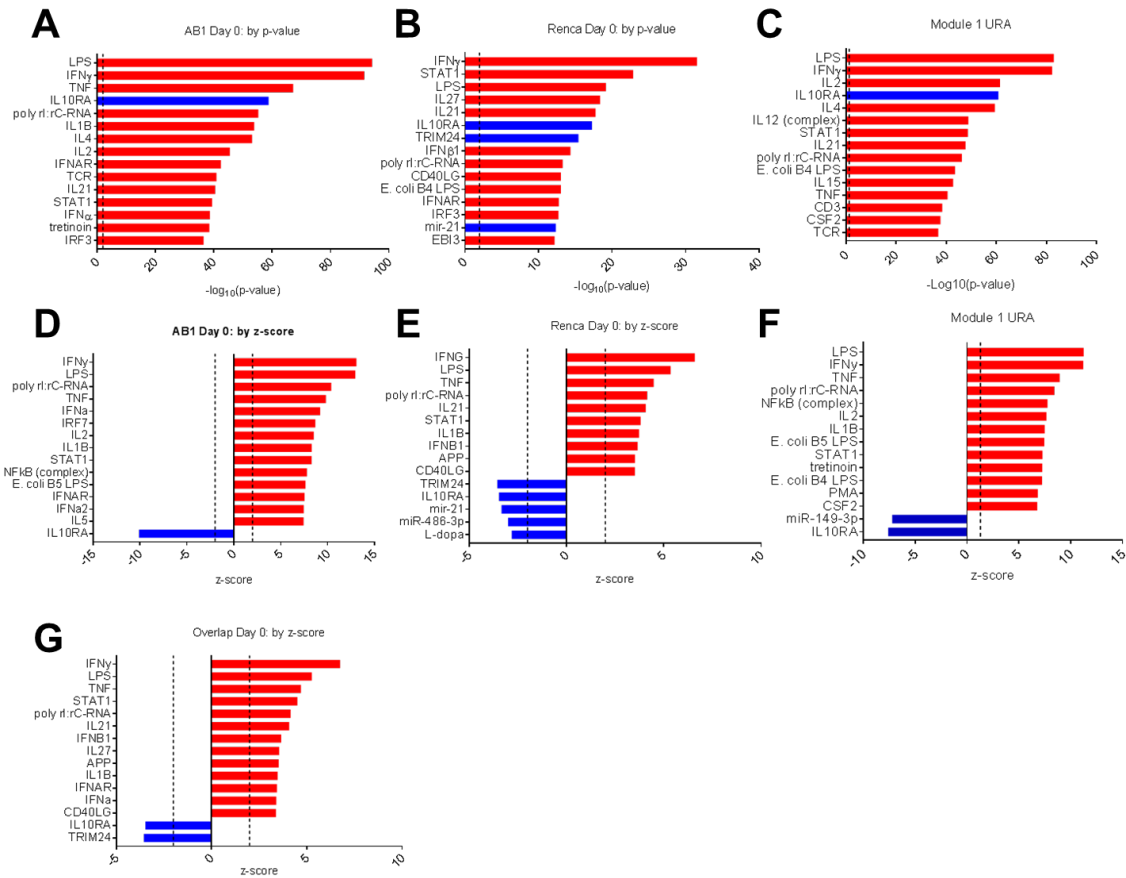 A
AB1 Day 0: by p-value
LPS
IFNγ
TNF
IL10RA
poly rI:rC-RNA
IL1B
IL4
IL2
IFNAR
TCR
IL21
STAT1
IFNα
tretinoin
IRF3
0 20 40 60 80 100
-log10(p-value)
B
Renca Day 0: by p-value
IFNγ
STAT1
LPS
IL27
IL21
IL10RA
TRIM24
IFNβ1
poly rI:rC-RNA
CD40LG
E. coli B4 LPS
IFNAR
IRF3
mir-21
EBI3
0 10 20 30 40
-log10(p-value)
C
Module 1 URA
LPS
IFNγ
IL2
IL10RA
IL4
IL12 (complex)
STAT1
IL21
poly rI:rC-RNA
E. coli B4 LPS
IL15
TNF
CD3
CSF2
TCR
0 20 40 60 80 100
-Log10(p-value)
D
AB1 Day 0: by z-score
IFNy
LPS
poly rI:rC-RNA
TNF
IFNa
IRF7
IL2
IL1B
STAT1
NFkB (complex)
E. coli B5 LPS
IFNAR
IFNa2
IL5
IL10RA
-15 -10 -5 0 5 10 15
z-score
E
Renca Day 0: by z-score
IFNG
LPS
TNF
poly rI:rC-RNA
IL21
STAT1
IL1B
IFNB1
APP
CD40LG
TRIM24
IL10RA
mir-21
miR-486-3p
L-dopa
-5 0 5 10
z-score
F
Module 1 URA
LPS
IFNy
TNF
poly rI:rC-RNA
NFkB (complex)
IL2
IL1B
E. coli B5 LPS
STAT1
tretinoin
E. coli B4 LPS
PMA
CSF2
miR-149-3p
IL10RA
-10 -5 0 5 10 15
z-score
G
Overlap Day 0: by z-score
IFNy
LPS
TNF
STAT1
poly rI:rC-RNA
IL21
IFNB1
IL27
APP
IL1B
IFNAR
IFNa
CD40LG
IL10RA
TRIM24
-5 0 5 10
z-score